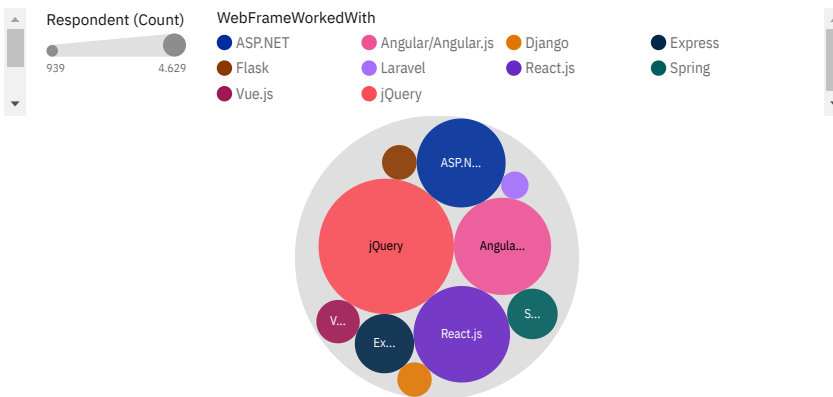 Respondent (Count)
939
4.629
WebFrameWorkedWith
ASP.NET
Angular/Angular.js
Django
Express
Flask
Laravel
React.js
Spring
Vue.js
jQuery
ASP.N...
jQuery
Angula...
V...
Ex...
React.js
S...